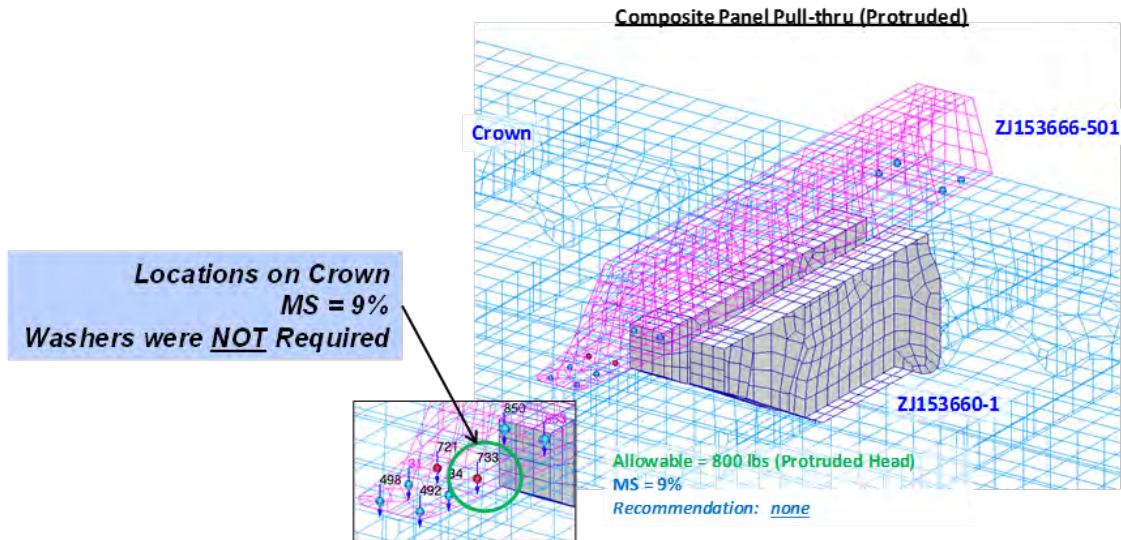 Composite Panel Pull-thru (Protruded)
Crown
ZJ153666-501
Locations on Crown
MS = 9%
Washers were NOT Required
ZJ153660-1
850
721
733
31
34
498
492
Allowable = 800 lbs (Protruded Head)
MS = 9%
Recommendation: none